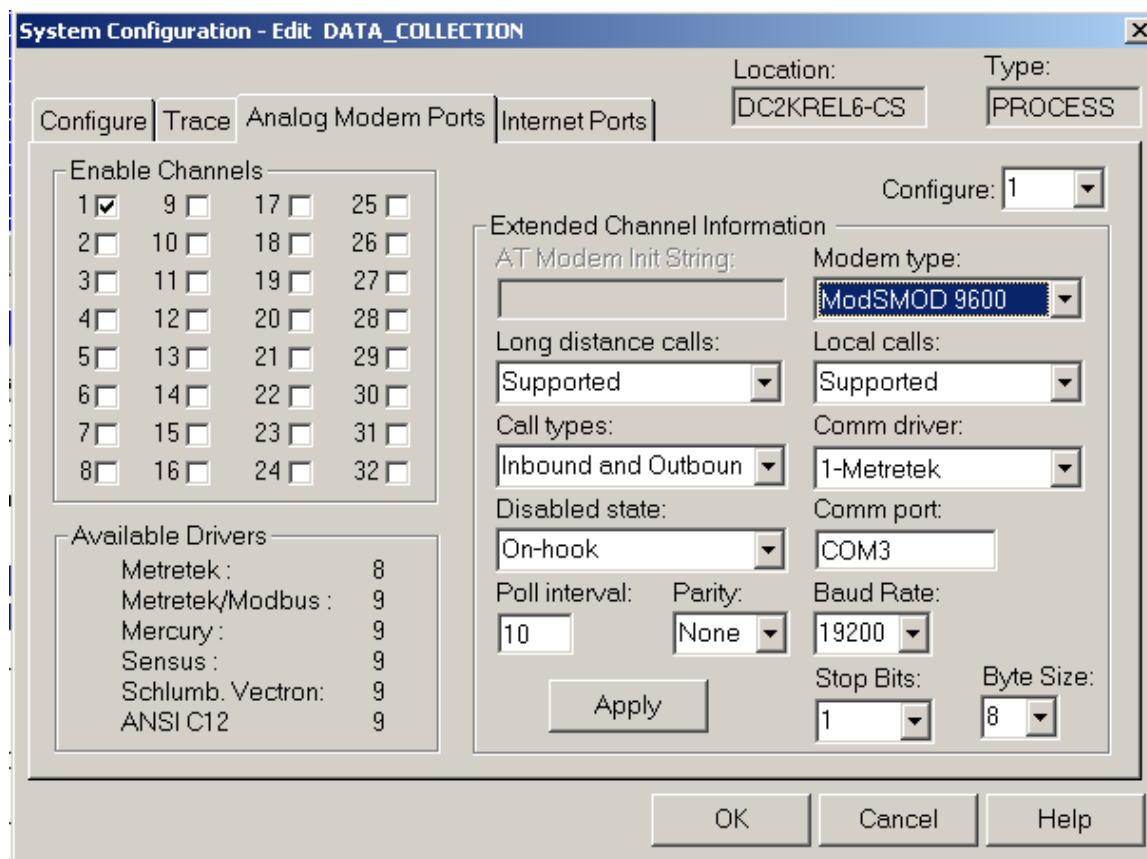 System Configuration - Edit DATA_COLLECTION
Location: Type:
DC2KREL6-CS PROCESS
Configure Trace Analog Modem Ports Internet Ports
Enable Channels
1 9 17 25
2 10 18 26
3 11 19 27
4 12 20 28
5 13 21 29
6 14 22 30
7 15 23 31
8 16 24 32
Available Drivers
Metretek : 8
Metretek/Modbus : 9
Mercury : 9
Sensus : 9
Schlumb. Vectron: 9
ANSI C12 9
Configure: 1
Extended Channel Information
AT Modem Init String: Modem type:
ModSMOD 9600
Long distance calls: Local calls:
Supported Supported
Call types: Comm driver:
Inbound and Outboun 1-Metretek
Disabled state: Comm port:
On-hook COM3
Poll interval: Parity: Baud Rate:
10 None 19200
Stop Bits: Byte Size:
Apply 1 8
OK Cancel Help